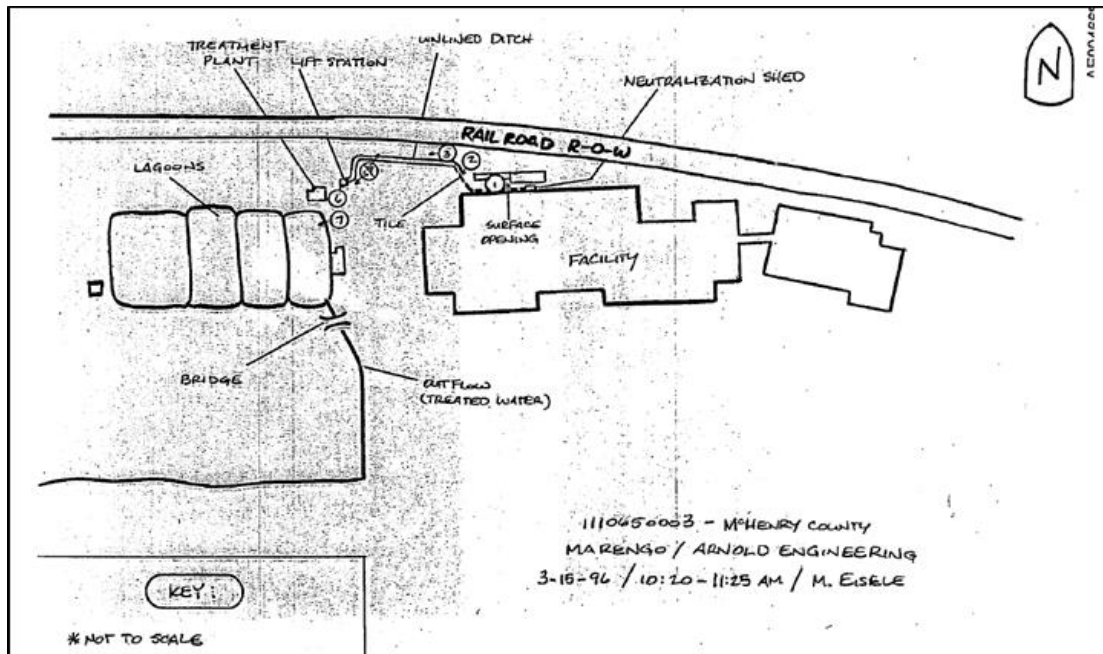 TREATMENT
PLANT
LIFT STATION
UNLINED DITCH
NEUTRALIZATION SHED
N
RAIL ROAD R-O-W
LAGOONS
3
2
1
6
7
TILE
SURFACE
OPENING
FACILITY
BRIDGE
OUTFLOW
(TREATED WATER)
1110650003 - McHENRY COUNTY
MARENGO / ARNOLD ENGINEERING
3-15-96 / 10:20-11:25 AM / M. EISELE
KEY:
* NOT TO SCALE